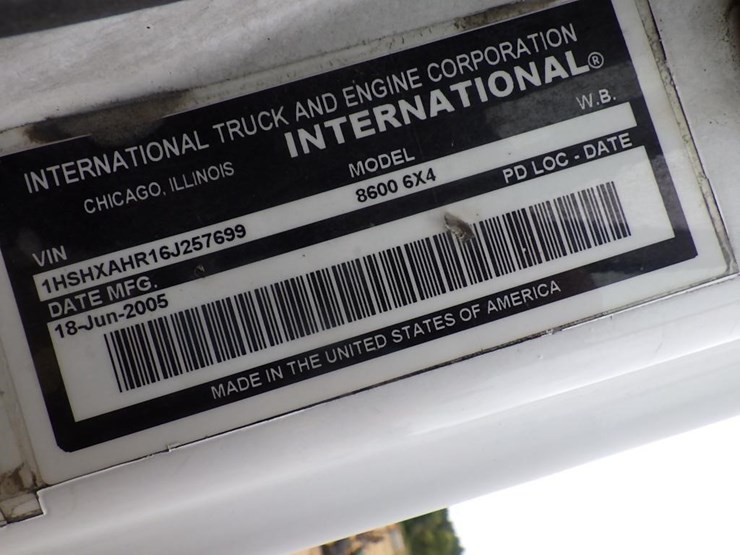 INTERNATIONAL TRUCK AND ENGINE CORPORATION
CHICAGO, ILLINOIS INTERNATIONAL®
VIN MODEL W.B.
1HSHXAHR16J257699 8600 6X4
DATE MFG. PD LOC - DATE
18-Jun-2005
MADE IN THE UNITED STATES OF AMERICA